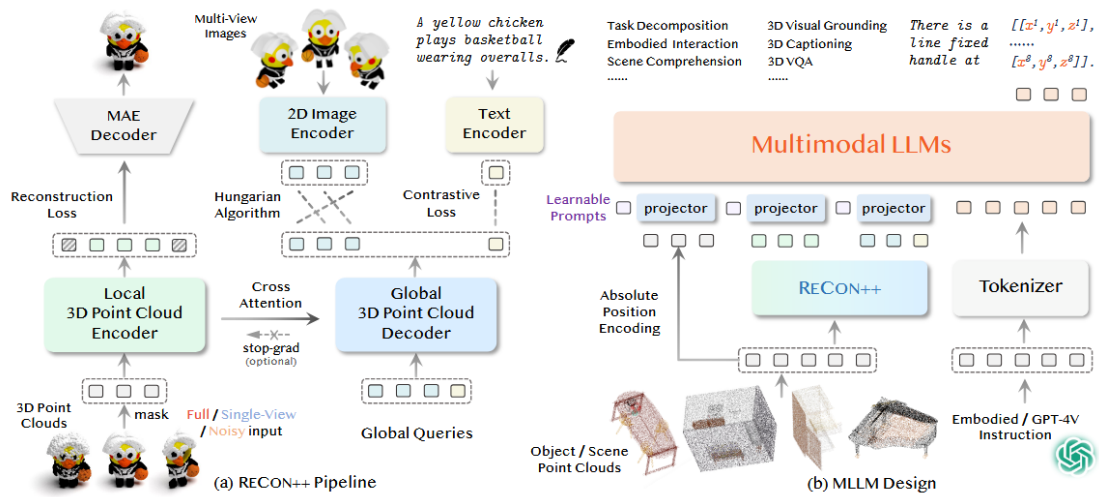 Multi-View
Images
A yellow chicken
plays basketball
wearing overalls.
MAE
Decoder
2D Image
Encoder
Text
Encoder
Reconstruction
Loss
Hungarian
Algorithm
Contrastive
Loss
Local
3D Point Cloud
Encoder
Cross
Attention
stop-grad
(optional)
Global
3D Point Cloud
Decoder
3D Point
Clouds
mask
Full / Single-View
/ Noisy input
Global Queries
(a) RECON++ Pipeline
Task Decomposition
Embodied Interaction
Scene Comprehension
......
3D Visual Grounding
3D Captioning
3D VQA
......
There is a
line fixed
handle at
[[x¹,y¹,z¹],
......
[x⁸,y⁸,z⁸]].
Multimodal LLMs
Learnable
Prompts
projector
projector
projector
Absolute
Position
Encoding
RECON++
Tokenizer
Object / Scene
Point Clouds
Embodied / GPT-4V
Instruction
(b) MLLM Design